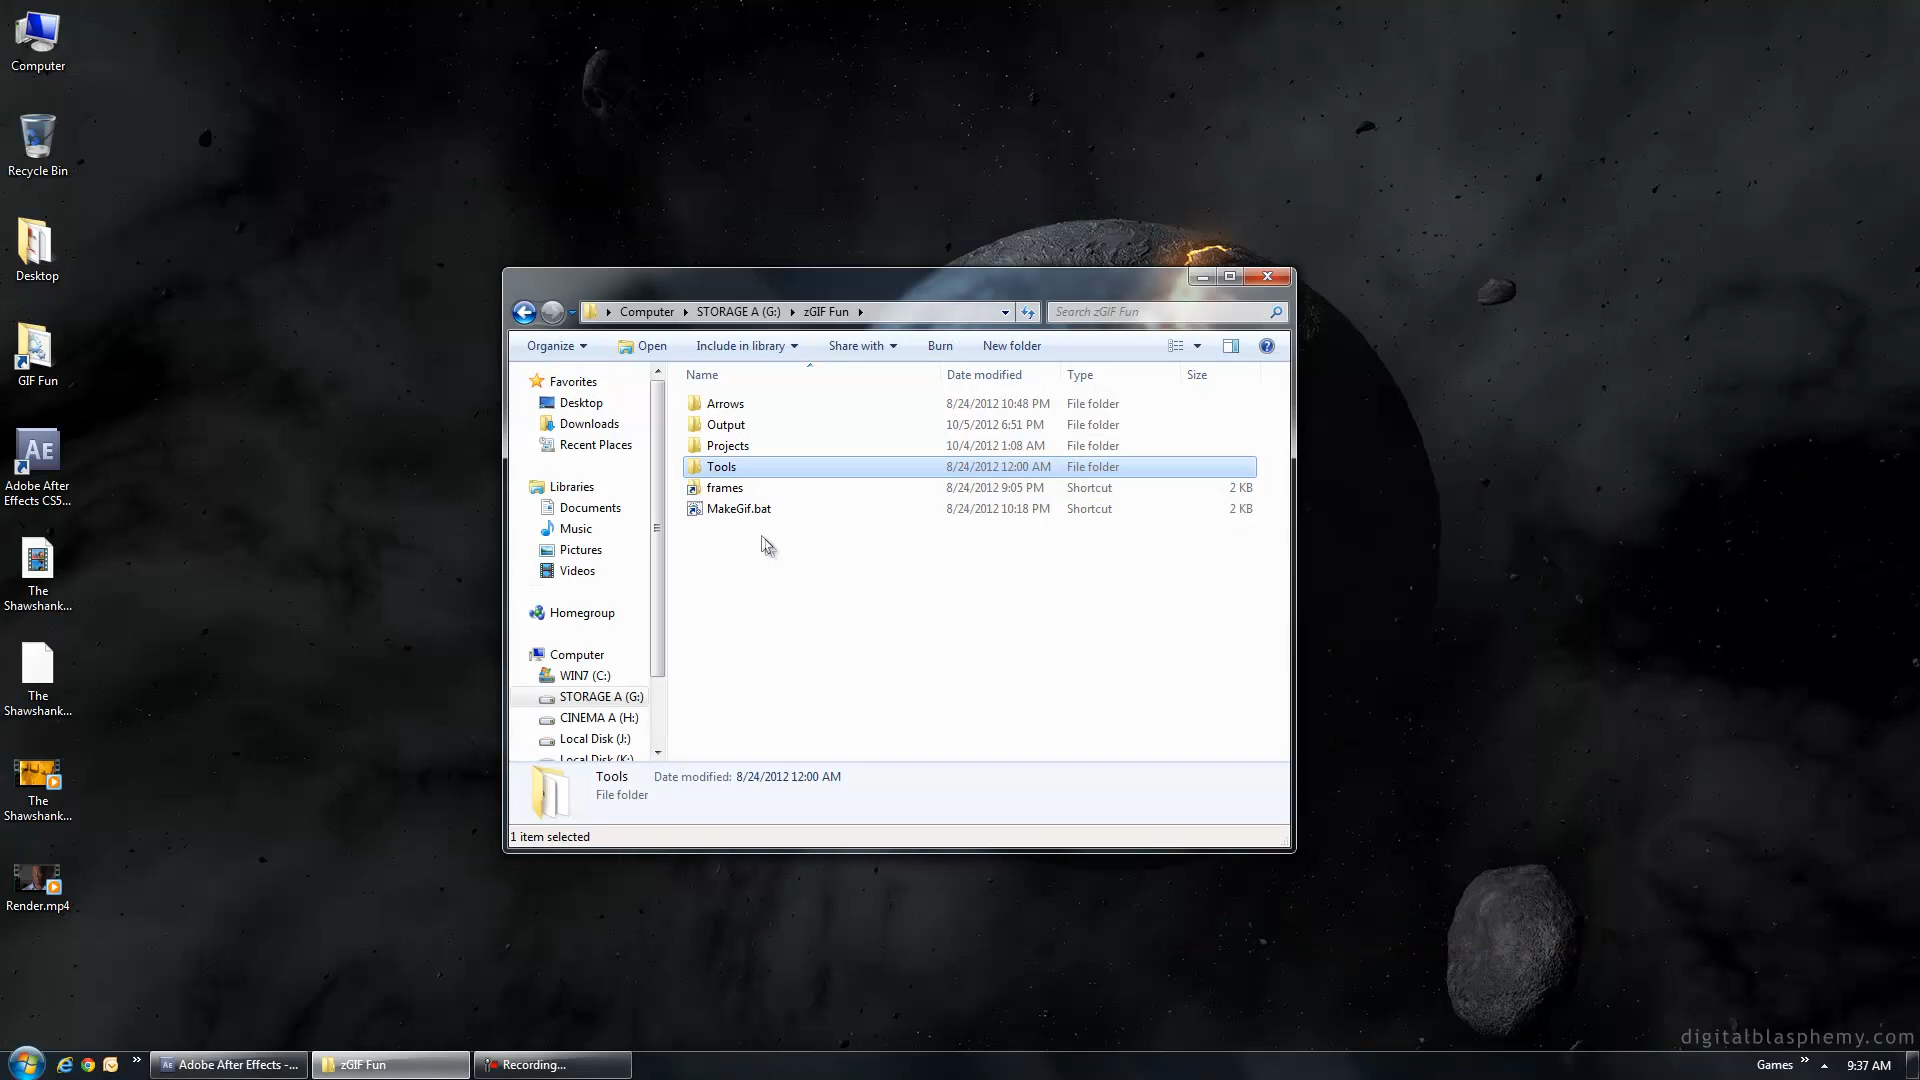 Computer
Recycle Bin
Desktop
GIF Fun
AE
Adobe After
Effects CS5...
The
Shawshank...
The
Shawshank...
The
Shawshank...
Render.mp4
Computer
STORAGE A (G:)
zGIF Fun
Search zGIF Fun
Organize
Open
Include in library
Share with
Burn
New folder
Name
Date modified
Type
Size
Favorites
Desktop
Downloads
Recent Places
Libraries
Documents
Music
Pictures
Videos
Homegroup
Computer
WIN7 (C:)
STORAGE A (G:)
CINEMA A (H:)
Local Disk (J:)
Local Disk (K:)
Arrows 8/24/2012 10:48 PM File folder
Output 10/5/2012 6:51 PM File folder
Projects 10/4/2012 1:08 AM File folder
Tools 8/24/2012 12:00 AM File folder
frames 8/24/2012 9:05 PM Shortcut 2 KB
MakeGif.bat 8/24/2012 10:18 PM Shortcut 2 KB
Tools Date modified: 8/24/2012 12:00 AM
File folder
1 item selected
digitalblasphemy.com
AE Adobe After Effects -...
zGIF Fun
Recording...
Games
9:37 AM